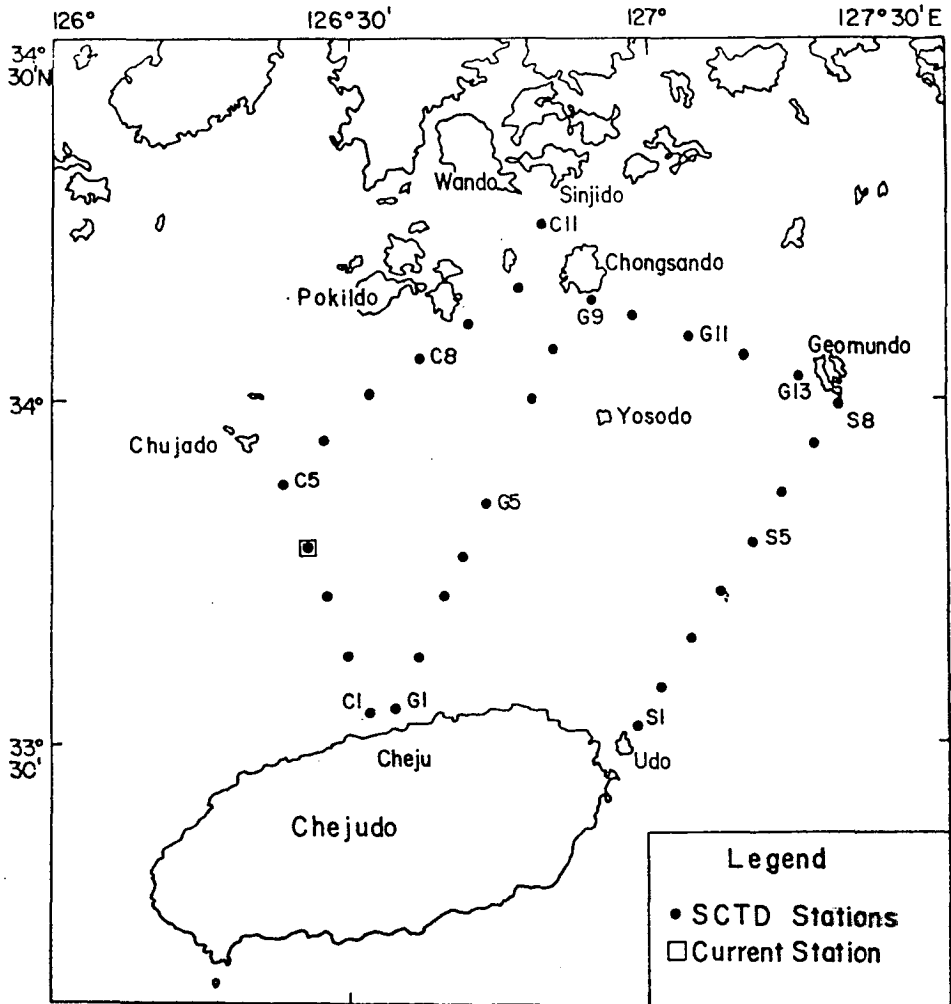 126°
126°30'
127°
127°30'E
34°
30'N
Wando
Sinjido
C11
Chongsando
Pokildo
G9
C8
G11
Geomundo
G13
34°
S8
Yosodo
Chujado
C5
G5
S5
C1
G1
S1
33°
30'
Udo
Cheju
Chejudo
Legend
SCTD Stations
Current Station